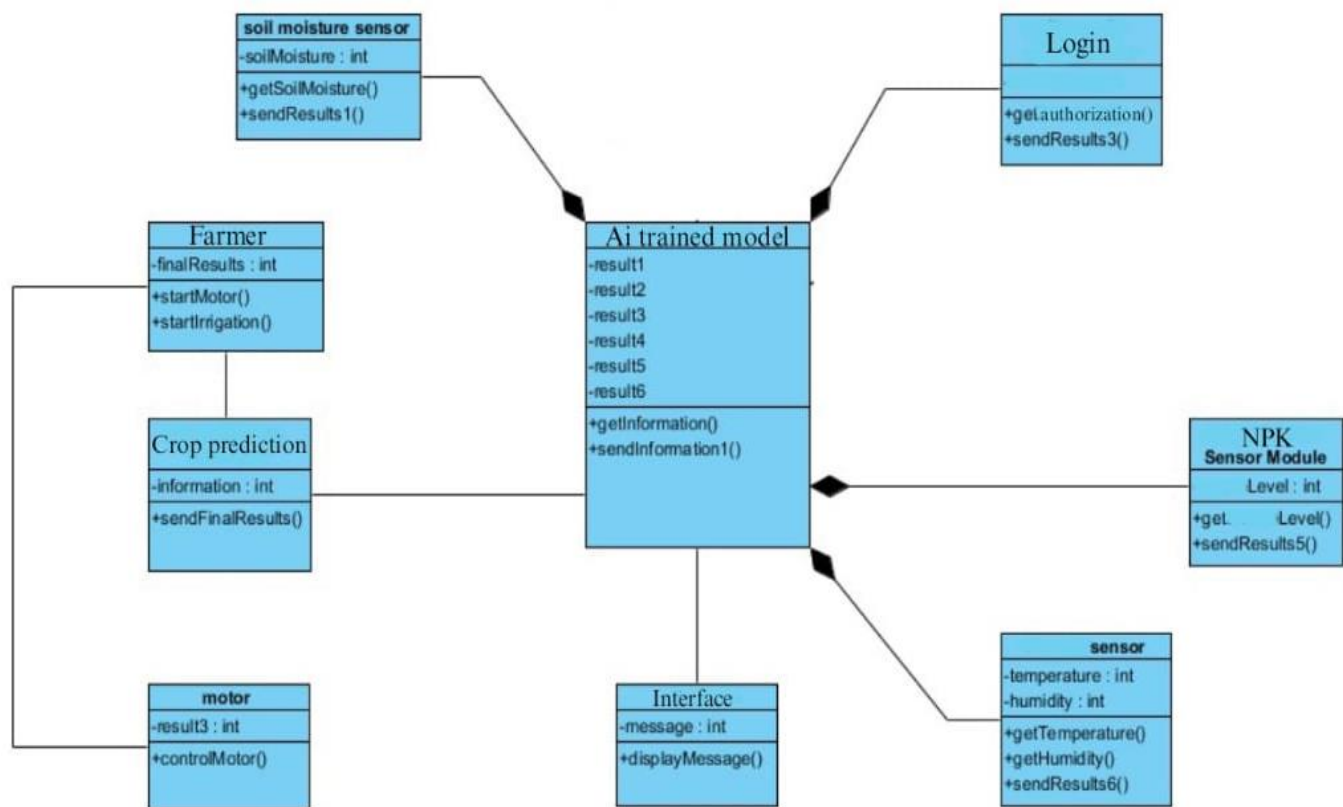 soil moisture sensor
-soilMoisture : int
+getSoilMoisture()
+sendResults1()
Login
+get.authorization()
+sendResults3()
Farmer
-finalResults : int
+startMotor()
+startIrrigation()
Ai trained model
-result1
-result2
-result3
-result4
-result5
-result6
+getInformation()
+sendInformation1()
Crop prediction
-information : int
+sendFinalResults()
NPK
Sensor Module
Level : int
+get. Level()
+sendResults5()
motor
-result3 : int
+controlMotor()
Interface
-message : int
+displayMessage()
sensor
-temperature : int
-humidity : int
+getTemperature()
+getHumidity()
+sendResults6()